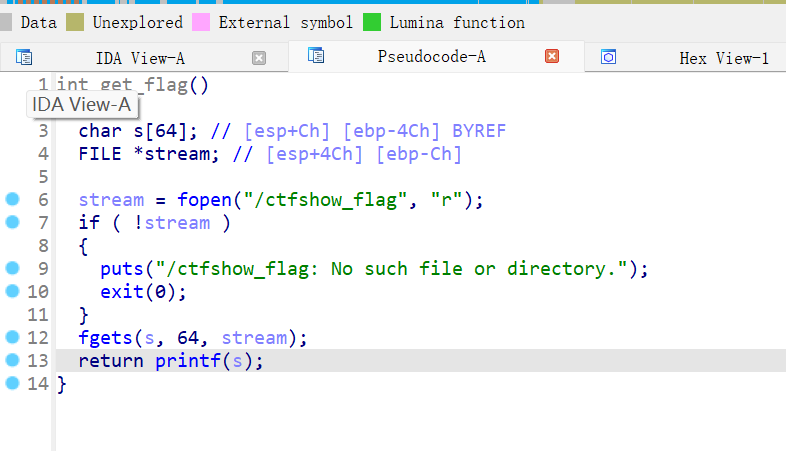 Data Unexplored External symbol Lumina function
IDA View-A Pseudocode-A Hex View-1
1 int get_flag()
IDA View-A
3 char s[64]; // [esp+Ch] [ebp-4Ch] BYREF
4 FILE *stream; // [esp+4Ch] [ebp-Ch]
5
6 stream = fopen("/ctfshow_flag", "r");
7 if ( !stream )
8 {
9 puts("/ctfshow_flag: No such file or directory.");
10 exit(0);
11 }
12 fgets(s, 64, stream);
13 return printf(s);
14 }